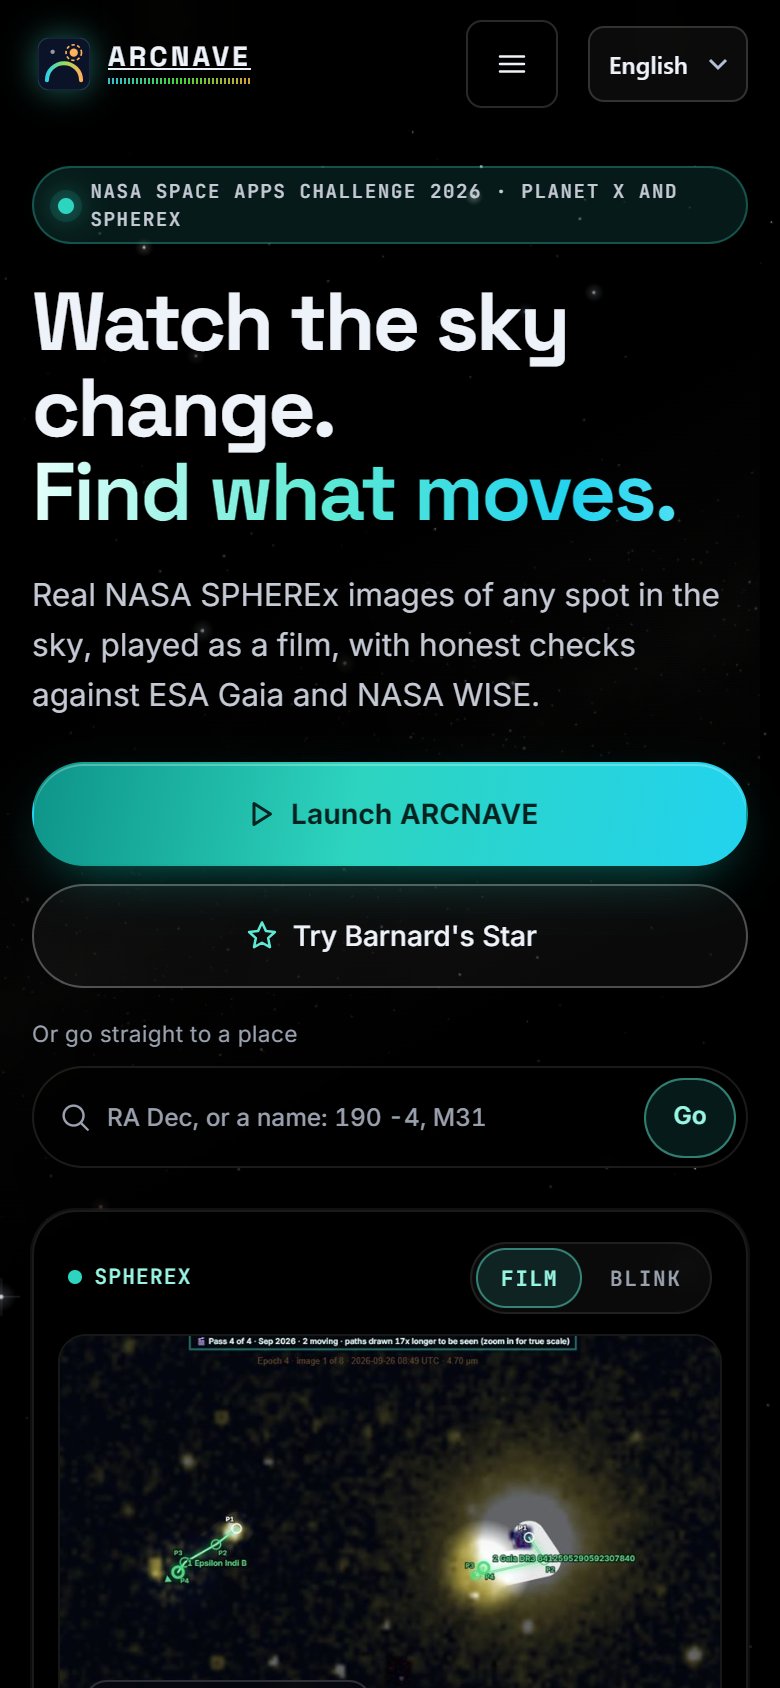 ARCNAVE
English
NASA SPACE APPS CHALLENGE 2026 · PLANET X AND
SPHEREX
Watch the sky
change.
Find what moves.
Real NASA SPHEREx images of any spot in the
sky, played as a film, with honest checks
against ESA Gaia and NASA WISE.
Launch ARCNAVE
Try Barnard's Star
Or go straight to a place
RA Dec, or a name: 190 -4, M31
Go
SPHEREX
FILM
BLINK
Pass 4 of 4 · Sep 2026 · 2 moving · paths drawn 17x longer to be seen (zoom in for true scale)
Epoch 4 · image 1 of 8 · 2026-09-26 08:49 UTC · 4.70 µm
P1
P2
P3
1 Epsilon Indi B
P4
P1
2 Gaia DR3 6412595290592307840
P3
P2
P4